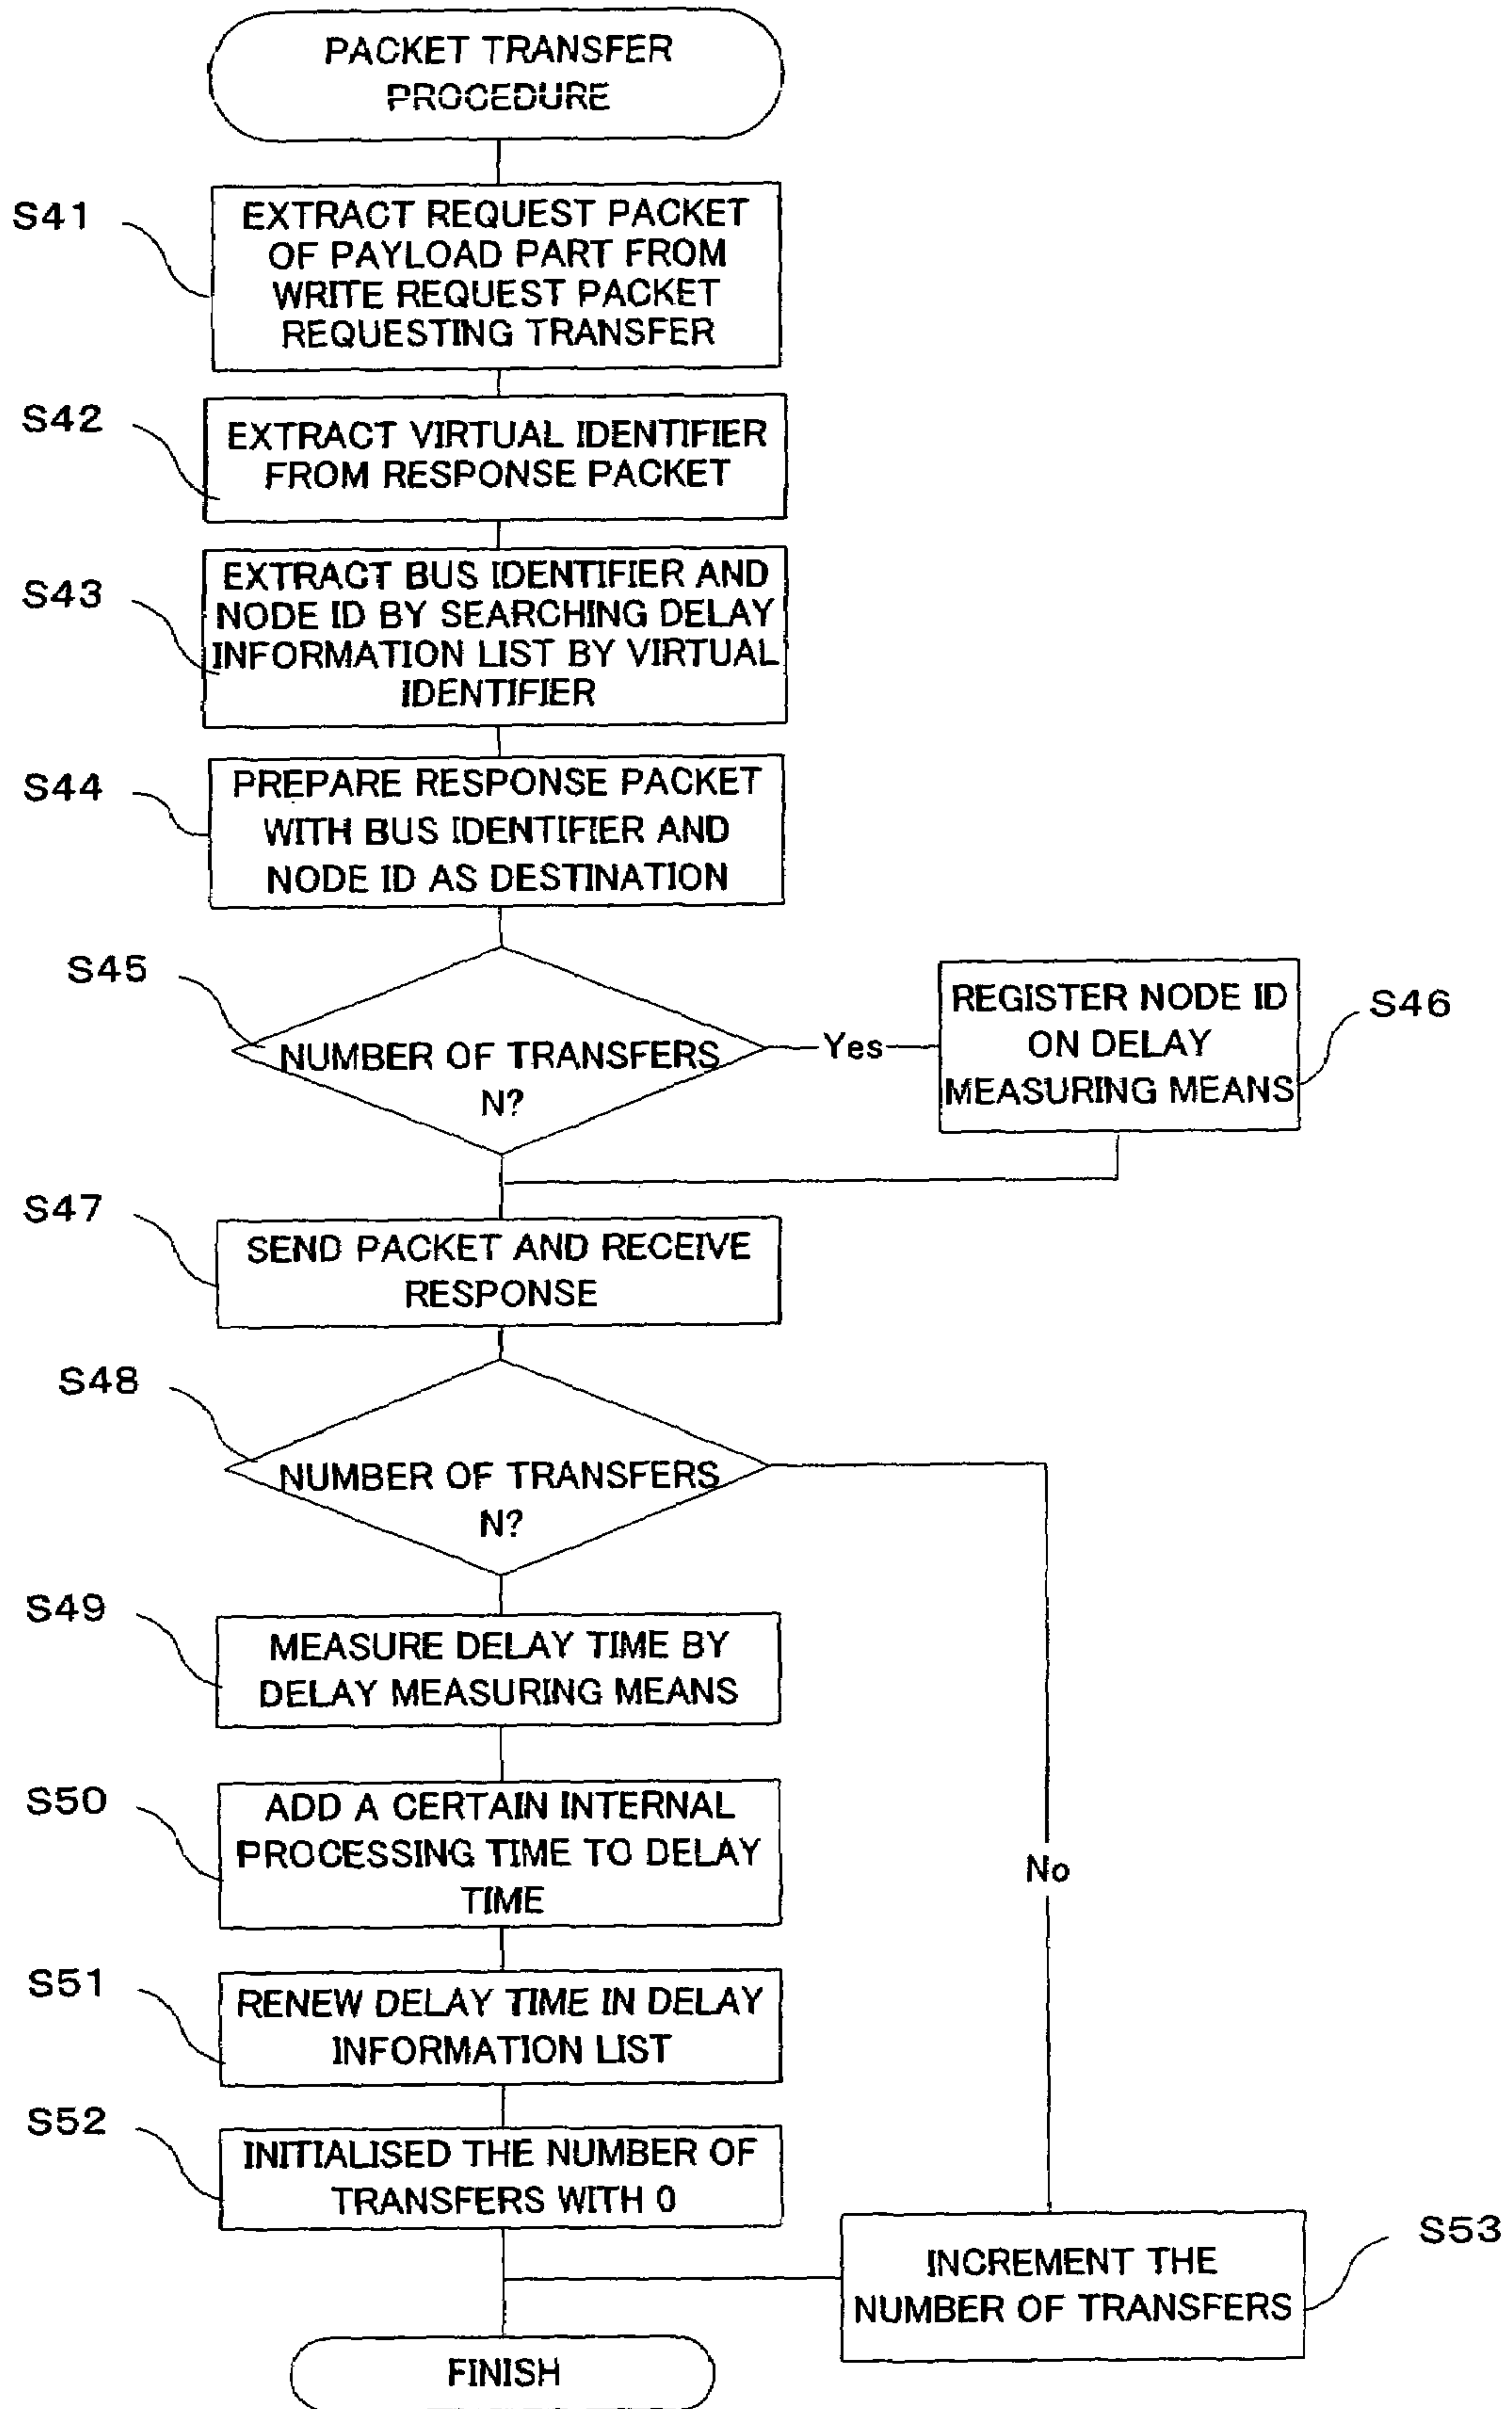 PACKET TRANSFER
PROCEDURE
S41
EXTRACT REQUEST PACKET
OF PAYLOAD PART FROM
WRITE REQUEST PACKET
REQUESTING TRANSFER
S42
EXTRACT VIRTUAL IDENTIFIER
FROM RESPONSE PACKET
S43
EXTRACT BUS IDENTIFIER AND
NODE ID BY SEARCHING DELAY
INFORMATION LIST BY VIRTUAL
IDENTIFIER
S44
PREPARE RESPONSE PACKET
WITH BUS IDENTIFIER AND
NODE ID AS DESTINATION
S45
NUMBER OF TRANSFERS
N?
Yes
REGISTER NODE ID
ON DELAY
MEASURING MEANS
S46
S47
SEND PACKET AND RECEIVE
RESPONSE
S48
NUMBER OF TRANSFERS
N?
S49
MEASURE DELAY TIME BY
DELAY MEASURING MEANS
S50
ADD A CERTAIN INTERNAL
PROCESSING TIME TO DELAY
TIME
No
S51
RENEW DELAY TIME IN DELAY
INFORMATION LIST
S52
INITIALISED THE NUMBER OF
TRANSFERS WITH 0
S53
INCREMENT THE
NUMBER OF TRANSFERS
FINISH